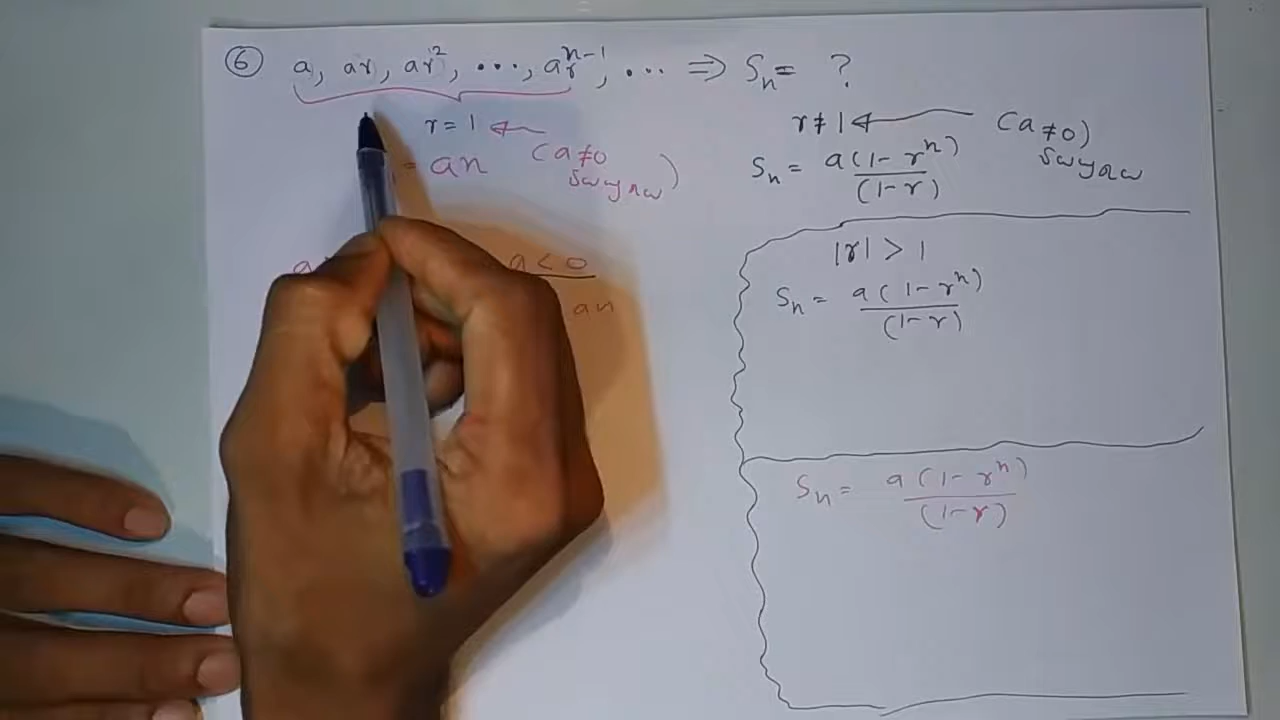 ⑥ a, ar, ar², ..., arⁿ⁻¹, ... ⇒ Sₙ = ?
r = 1 ←
= an (a ≠ 0
a < 0
an
r ≠ 1 ← (a ≠ 0)
Sₙ = a(1 - rⁿ) / (1 - r)
|r| > 1
Sₙ = a(1 - rⁿ) / (1 - r)
Sₙ = a(1 - rⁿ) / (1 - r)